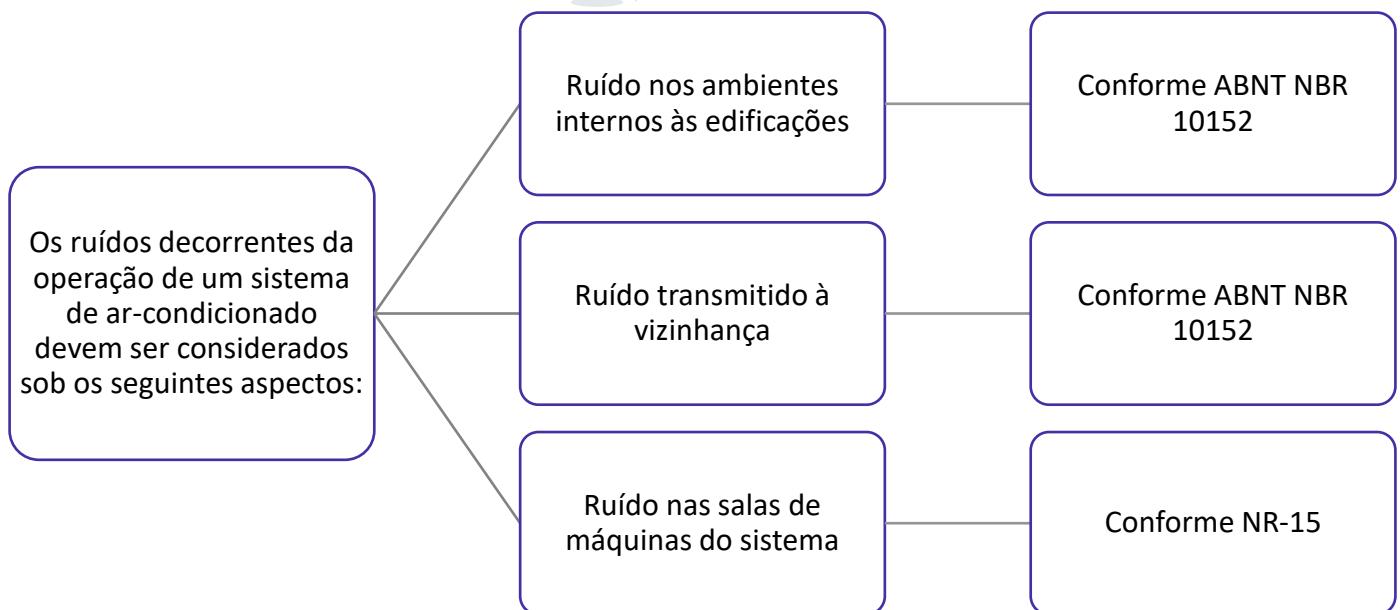 Os ruídos decorrentes da
operação de um sistema
de ar-condicionado
devem ser considerados
sob os seguintes aspectos:
Ruído nos ambientes
internos às edificações
Conforme ABNT NBR
10152
Ruído transmitido à
vizinhança
Conforme ABNT NBR
10152
Ruído nas salas de
máquinas do sistema
Conforme NR-15